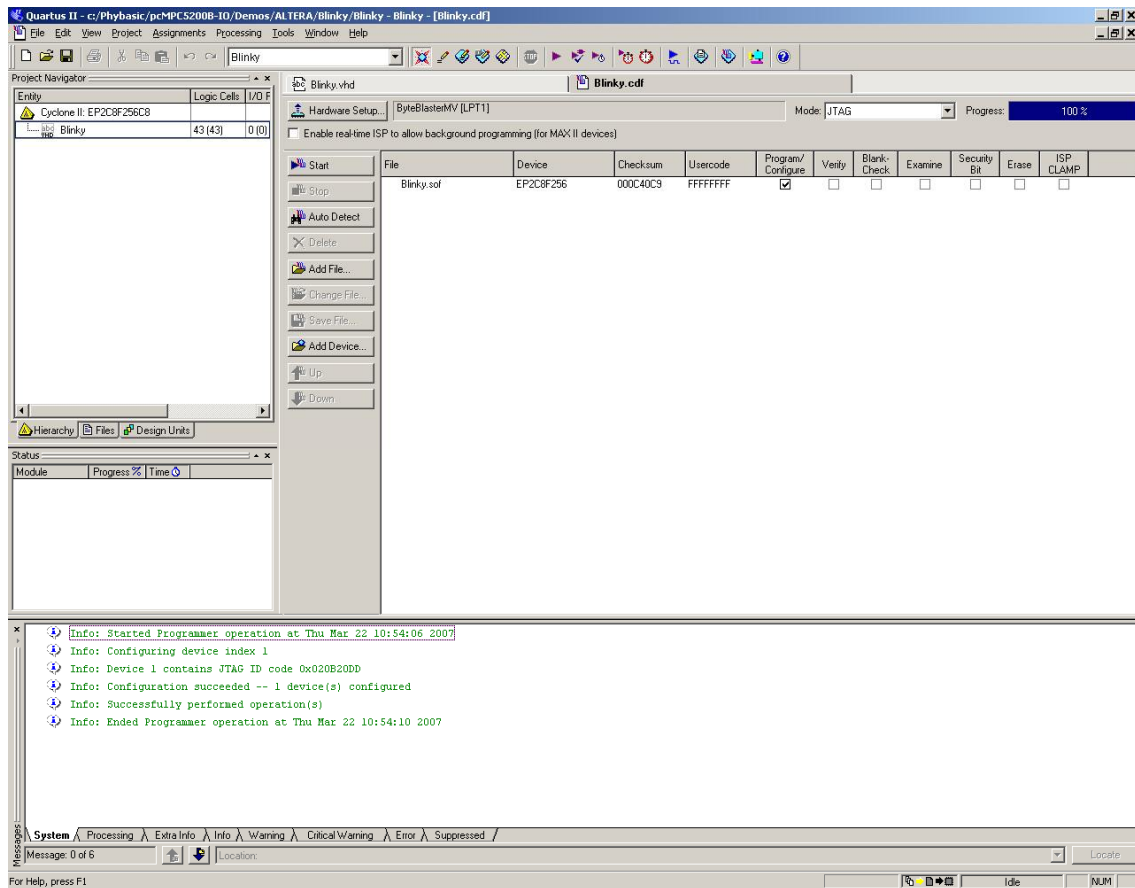 Quartus II - c:/Phybasic/pcMPC5200B-IO/Demos/ALTERA/Blinky/Blinky - Blinky - [Blinky.cdf]
File Edit View Project Assignments Processing Tools Window Help
Blinky
Project Navigator
Entity Logic Cells I/O F
Cyclone II: EP2C8F256C8
Blinky 43 (43) 0 (0)
Hierarchy Files Design Units
Status
Module Progress % Time
Blinky.vhd Blinky.cdf
Hardware Setup... ByteBlasterMV [LPT1] Mode: JTAG Progress: 100 %
Enable real-time ISP to allow background programming (for MAX II devices)
Start
Stop
Auto Detect
Delete
Add File...
Change File...
Save File...
Add Device...
Up
Down
File Device Checksum Usercode Program/ Configure Verify Blank- Check Examine Security Bit Erase ISP CLAMP
Blinky.sof EP2C8F256 000C40C9 FFFFFFFF
Info: Started Programmer operation at Thu Mar 22 10:54:06 2007
Info: Configuring device index 1
Info: Device 1 contains JTAG ID code 0x020B20DD
Info: Configuration succeeded -- 1 device(s) configured
Info: Successfully performed operation(s)
Info: Ended Programmer operation at Thu Mar 22 10:54:10 2007
Messages
System Processing Extra Info Info Warning Critical Warning Error Suppressed
Message: 0 of 6 Location: Locate
For Help, press F1 Idle NUM